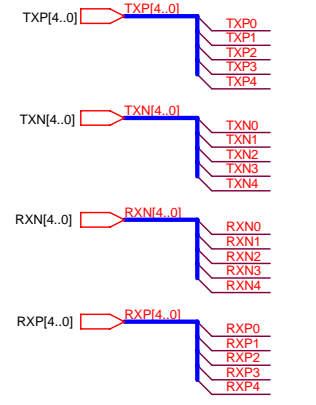 TXP[4..0] TXP[4..0]
TXP0
TXP1
TXP2
TXP3
TXP4
TXN[4..0] TXN[4..0]
TXN0
TXN1
TXN2
TXN3
TXN4
RXN[4..0] RXN[4..0]
RXN0
RXN1
RXN2
RXN3
RXN4
RXP[4..0] RXP[4..0]
RXP0
RXP1
RXP2
RXP3
RXP4